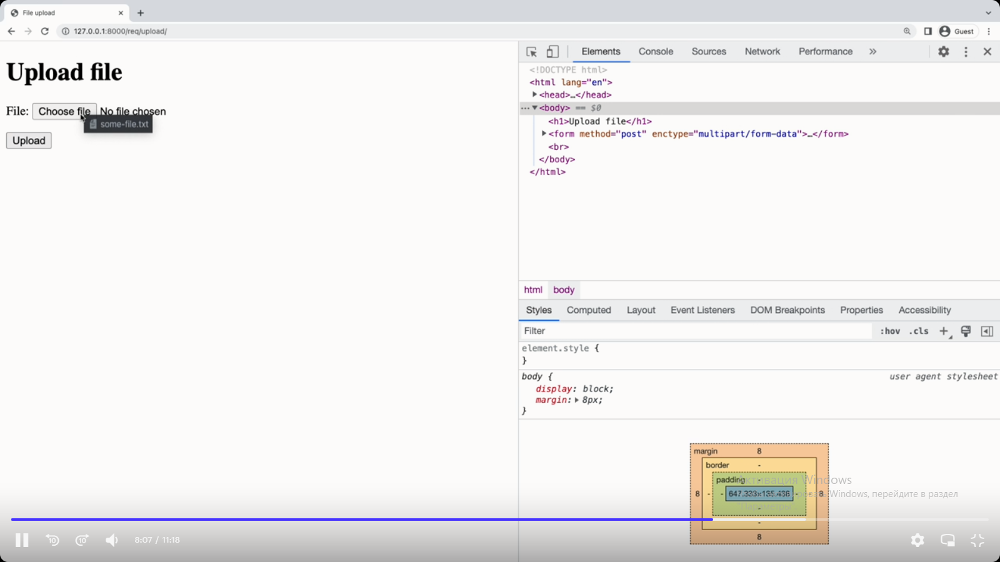 File upload
127.0.0.1:8000/req/upload/
Guest
Upload file
File: Choose file No file chosen
some-file.txt
Upload
Elements Console Sources Network Performance »
<!DOCTYPE html>
<html lang="en">
<head>…</head>
<body> == $0
<h1>Upload file</h1>
<form method="post" enctype="multipart/form-data">…</form>
<br>
</body>
</html>
html body
Styles Computed Layout Event Listeners DOM Breakpoints Properties Accessibility
Filter :hov .cls
element.style {
}
body { user agent stylesheet
display: block;
margin: 8px;
}
margin 8
border -
padding -
8 - - 647.333×135.438 - - 8
-
-
8
Активация Windows
Windows, перейдите в раздел
"Параметры".
10 10 8:07 / 11:18